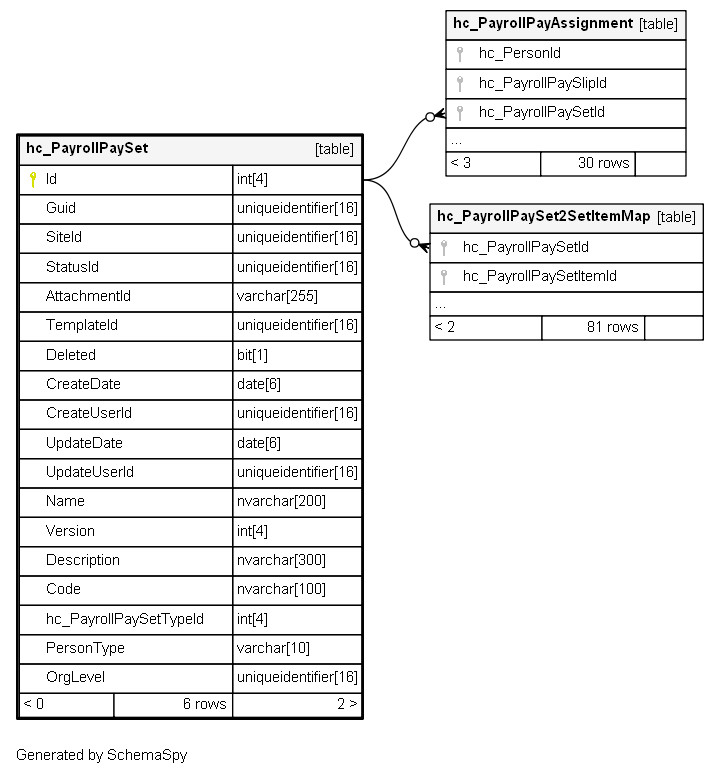 hc_PayrollPayAssignment [table]
hc_PersonId
hc_PayrollPaySlipId
hc_PayrollPaySetId
...
< 3 30 rows
hc_PayrollPaySet [table]
Id int[4]
Guid uniqueidentifier[16]
SiteId uniqueidentifier[16]
StatusId uniqueidentifier[16]
AttachmentId varchar[255]
TemplateId uniqueidentifier[16]
Deleted bit[1]
CreateDate date[6]
CreateUserId uniqueidentifier[16]
UpdateDate date[6]
UpdateUserId uniqueidentifier[16]
Name nvarchar[200]
Version int[4]
Description nvarchar[300]
Code nvarchar[100]
hc_PayrollPaySetTypeId int[4]
PersonType varchar[10]
OrgLevel uniqueidentifier[16]
< 0 6 rows 2 >
hc_PayrollPaySet2SetItemMap [table]
hc_PayrollPaySetId
hc_PayrollPaySetItemId
...
< 2 81 rows
Generated by SchemaSpy